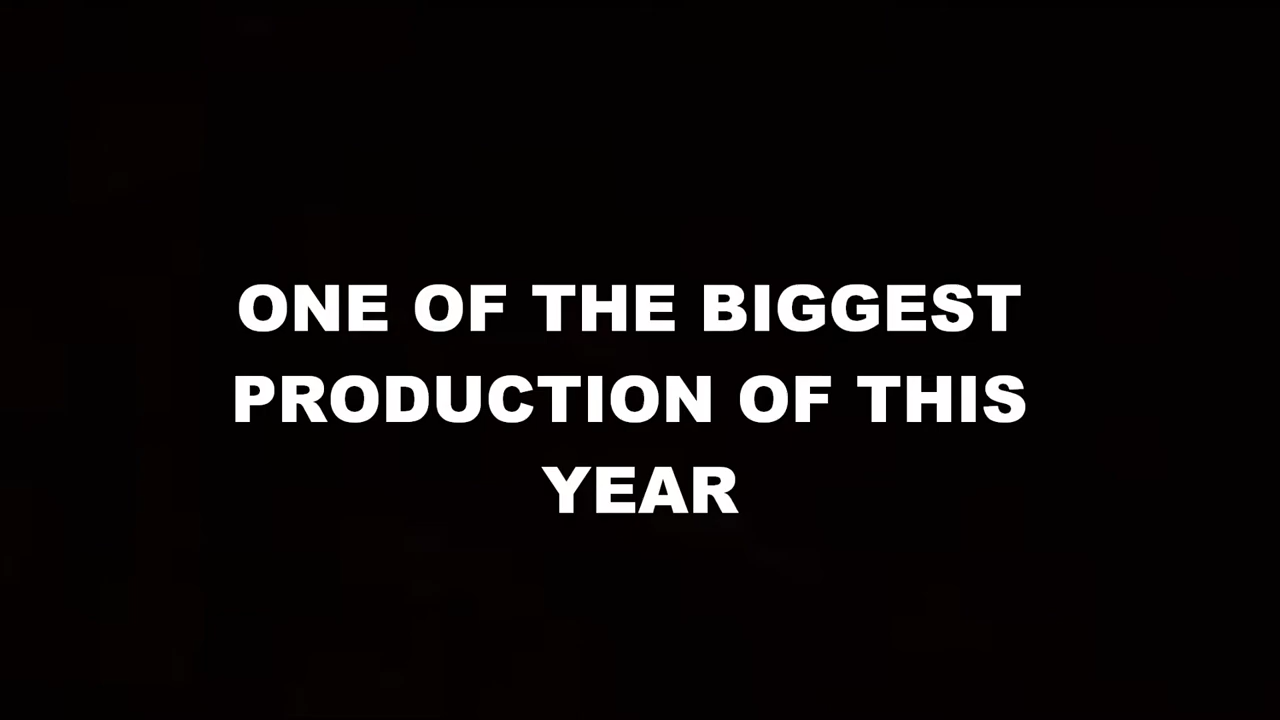 ONE OF THE BIGGEST
PRODUCTION OF THIS
YEAR